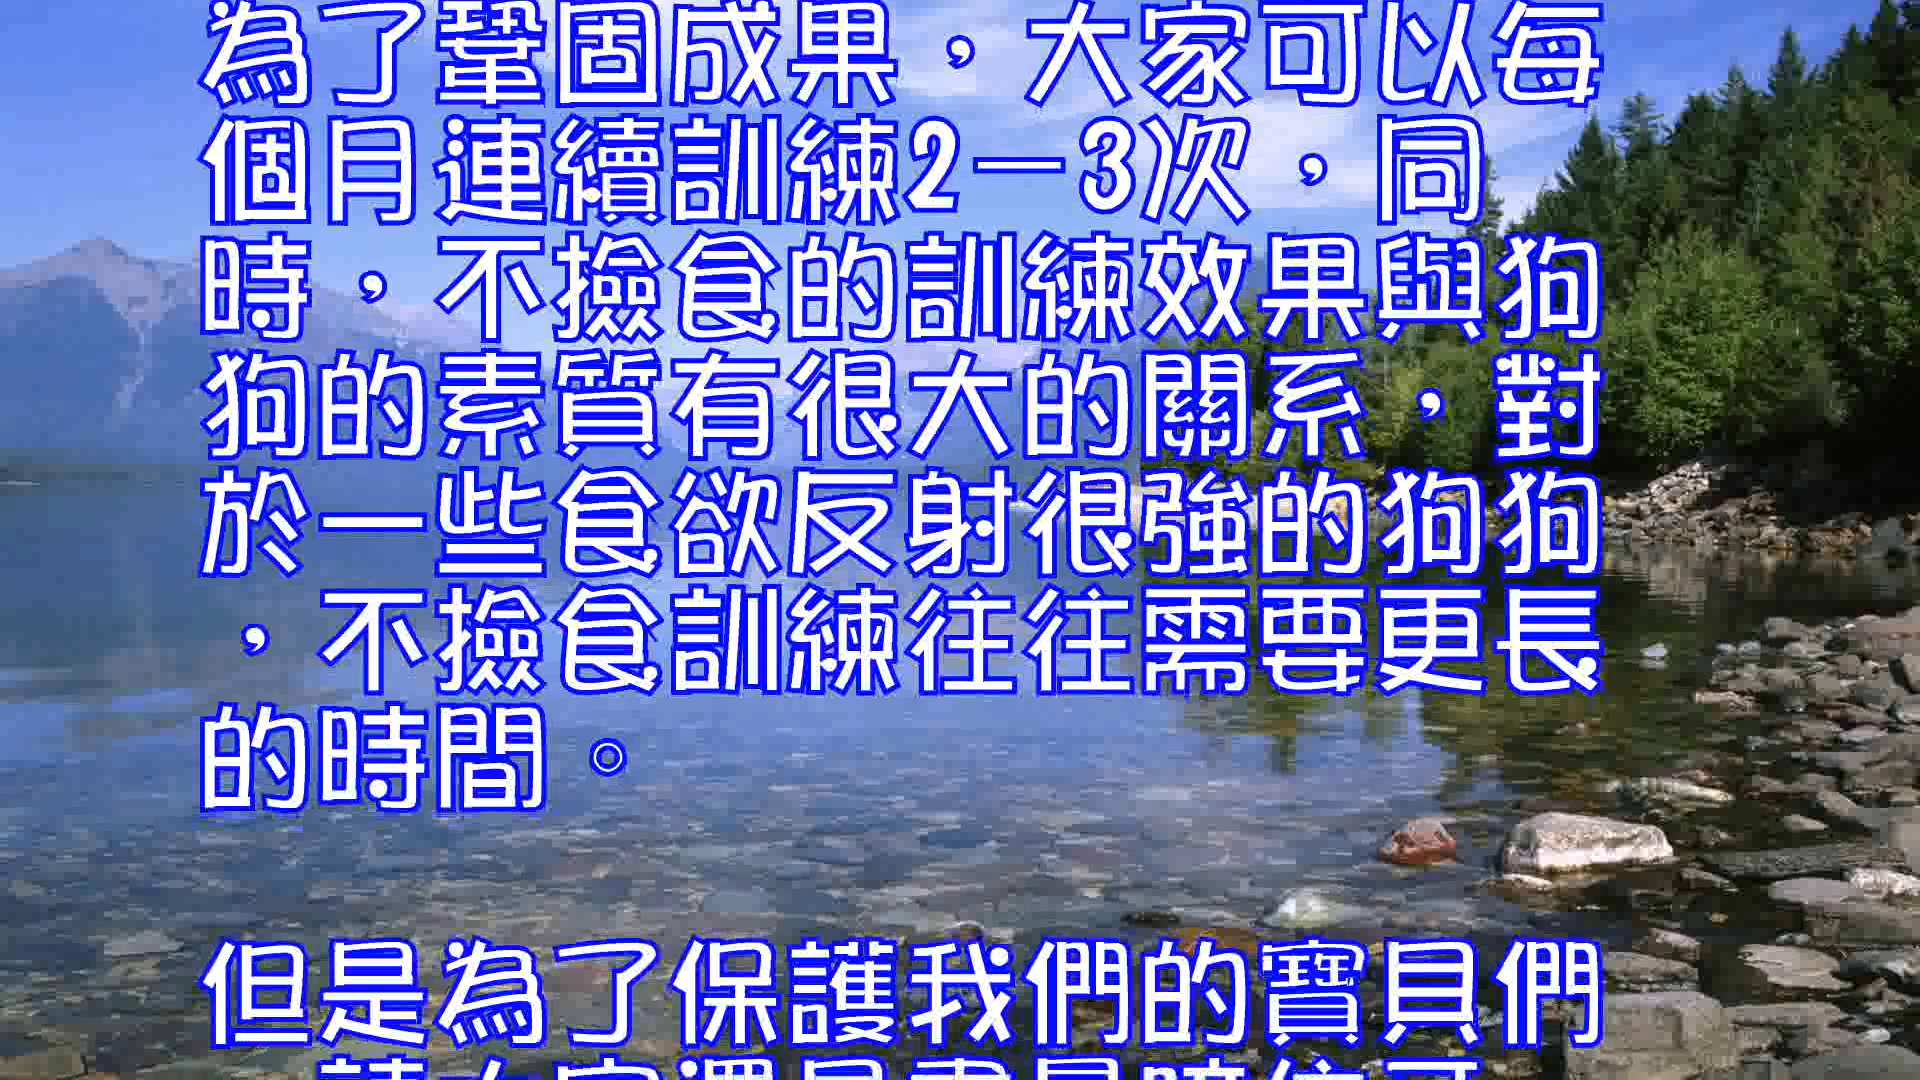 為了鞏固成果，大家可以每
個月連續訓練2－3次，同
時，不撿食的訓練效果與狗
狗的素質有很大的關系，對
於一些食欲反射很強的狗狗
，不撿食訓練往往需要更長
的時間。
但是為了保護我們的寶貝們